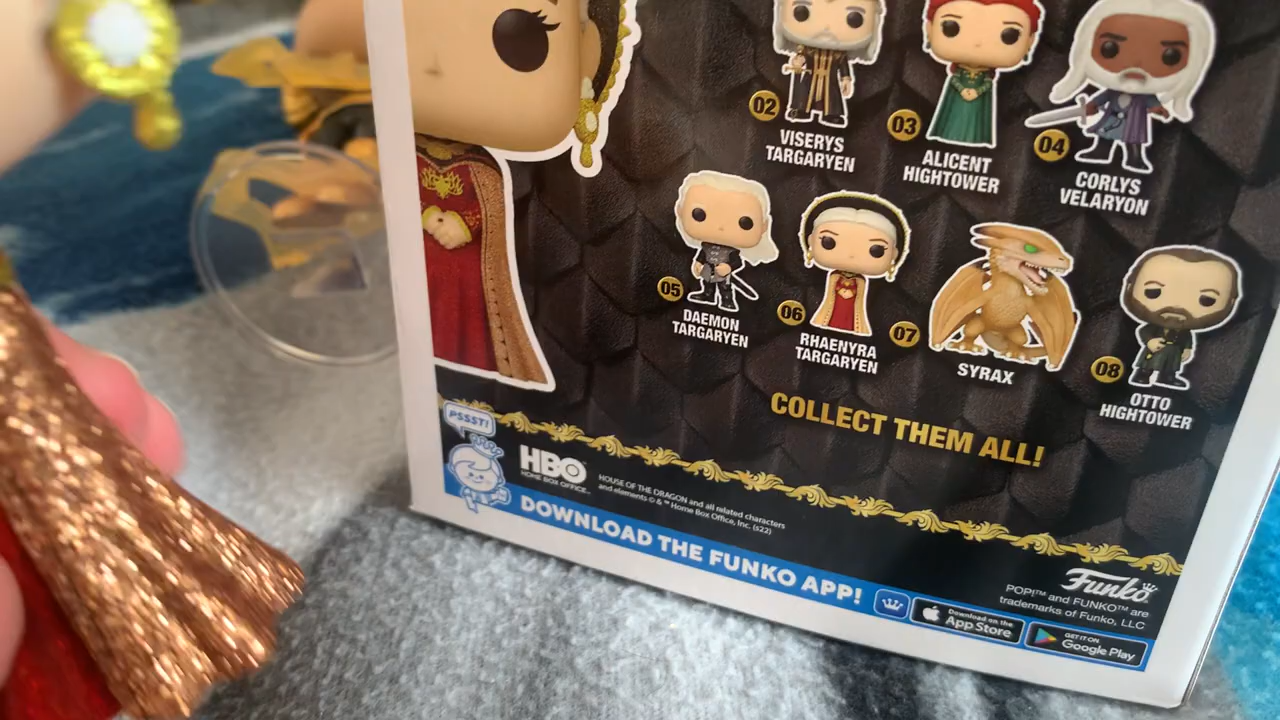 02
VISERYS
TARGARYEN
03
ALICENT
HIGHTOWER
04
CORLYS
VELARYON
05
DAEMON
TARGARYEN
06
RHAENYRA
TARGARYEN
07
SYRAX
08
OTTO
HIGHTOWER
COLLECT THEM ALL!
PSSST!
HBO
HOME BOX OFFICE
HOUSE OF THE DRAGON and all related characters
and elements © & ™ Home Box Office, Inc. (s22)
DOWNLOAD THE FUNKO APP!
Funko
POP!™ and FUNKO™ are
trademarks of Funko, LLC
Download on the
App Store
GET IT ON
Google Play